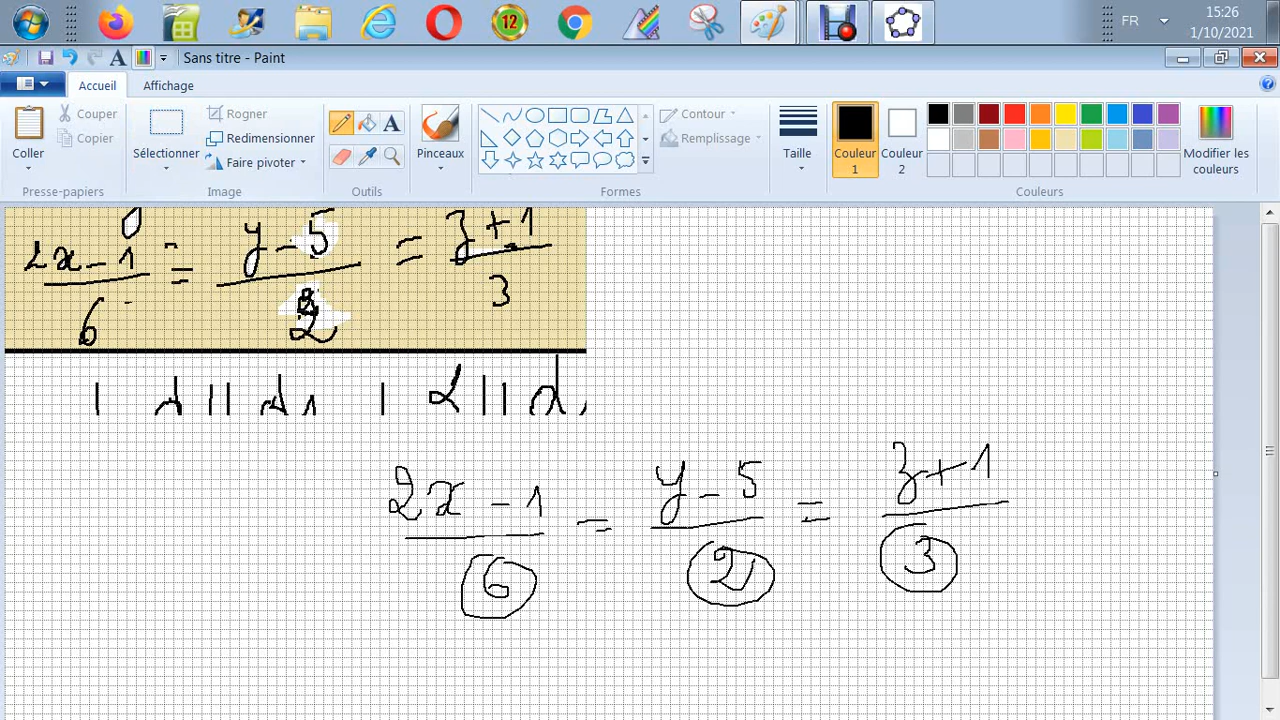 FR
15:26
1/10/2021
12
Sans titre - Paint
Accueil
Affichage
Coller
Couper
Copier
Presse-papiers
Sélectionner
Rogner
Redimensionner
Faire pivoter
Image
Outils
Pinceaux
Formes
Contour
Remplissage
Taille
Couleur 1
Couleur 2
Couleurs
Modifier les couleurs
(2x-1)/6 = (y-5)/2 = (z+1)/3
(2x-1)/6 = (y-5)/2 = (z+1)/3